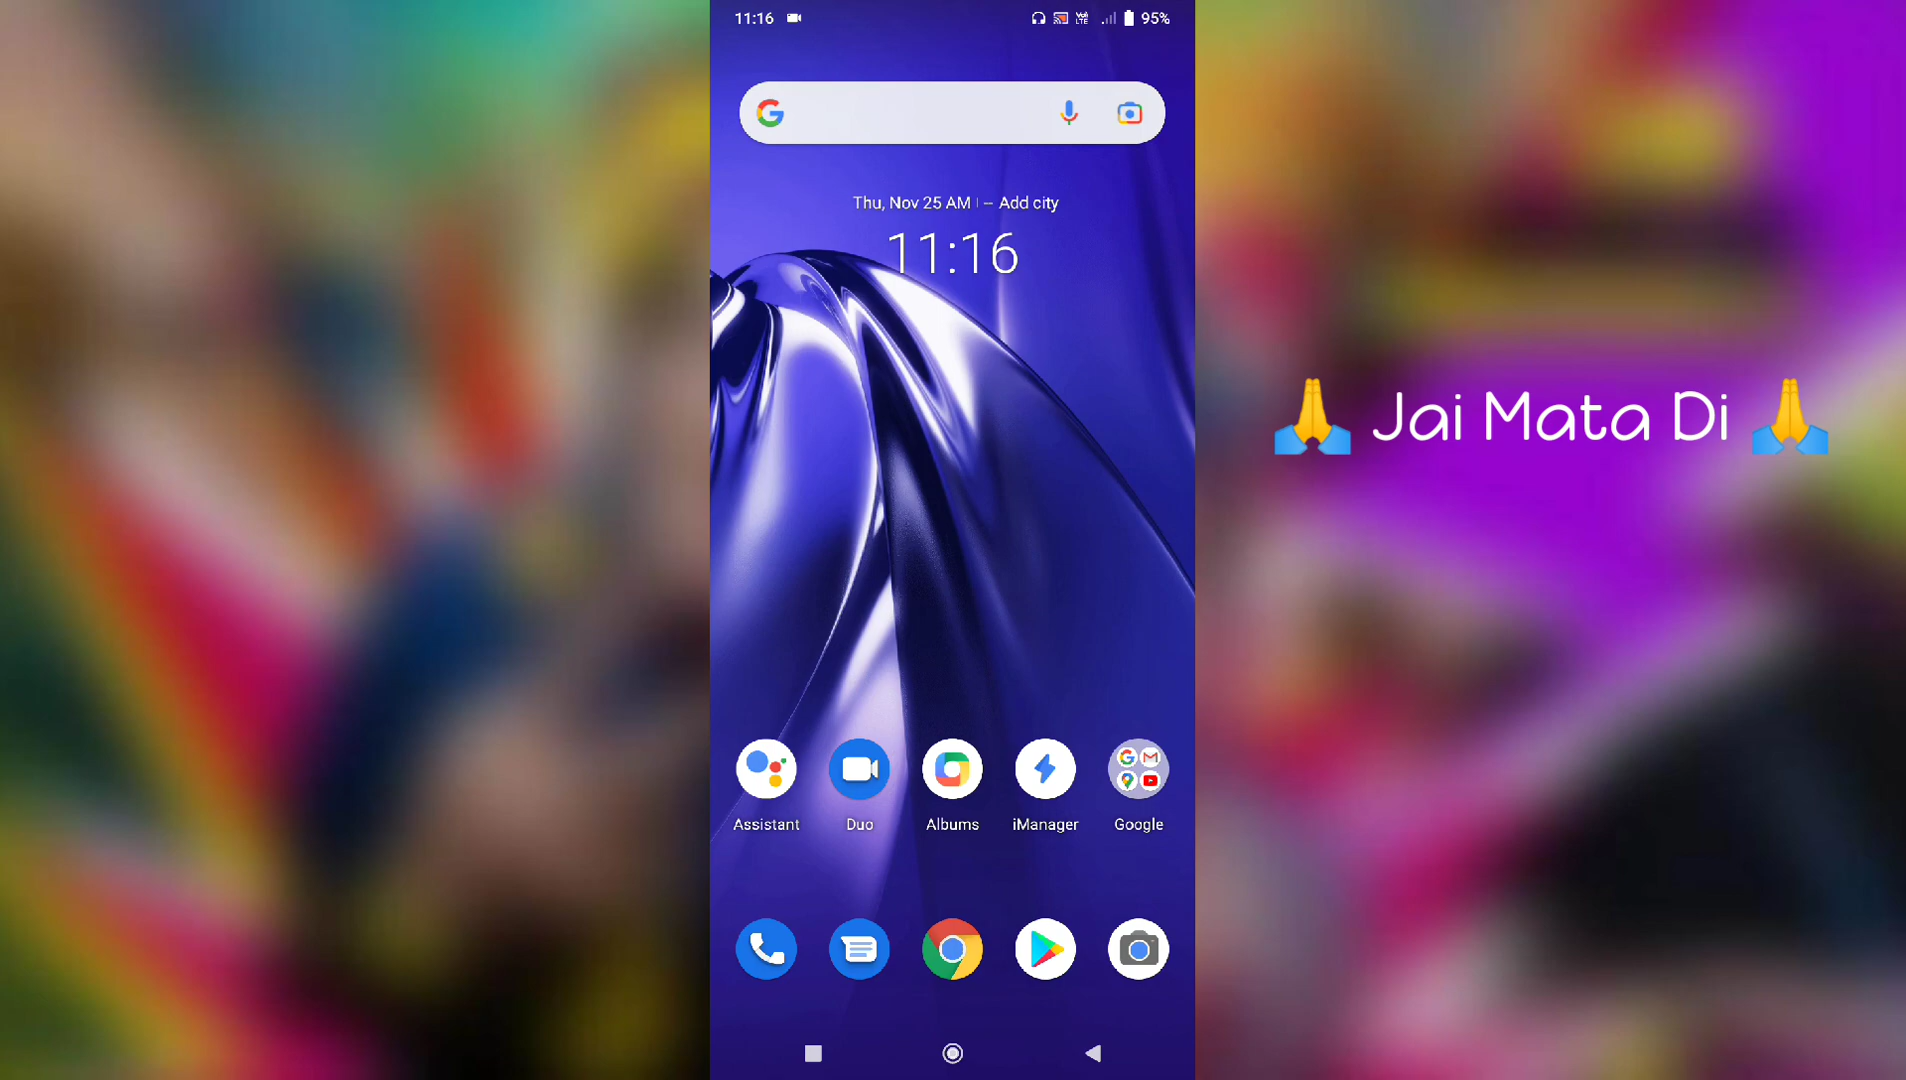 11:16
VoLTE
95%
Thu, Nov 25 AM | -- Add city
11:16
🙏 Jai Mata Di 🙏
Assistant
Duo
Albums
iManager
Google